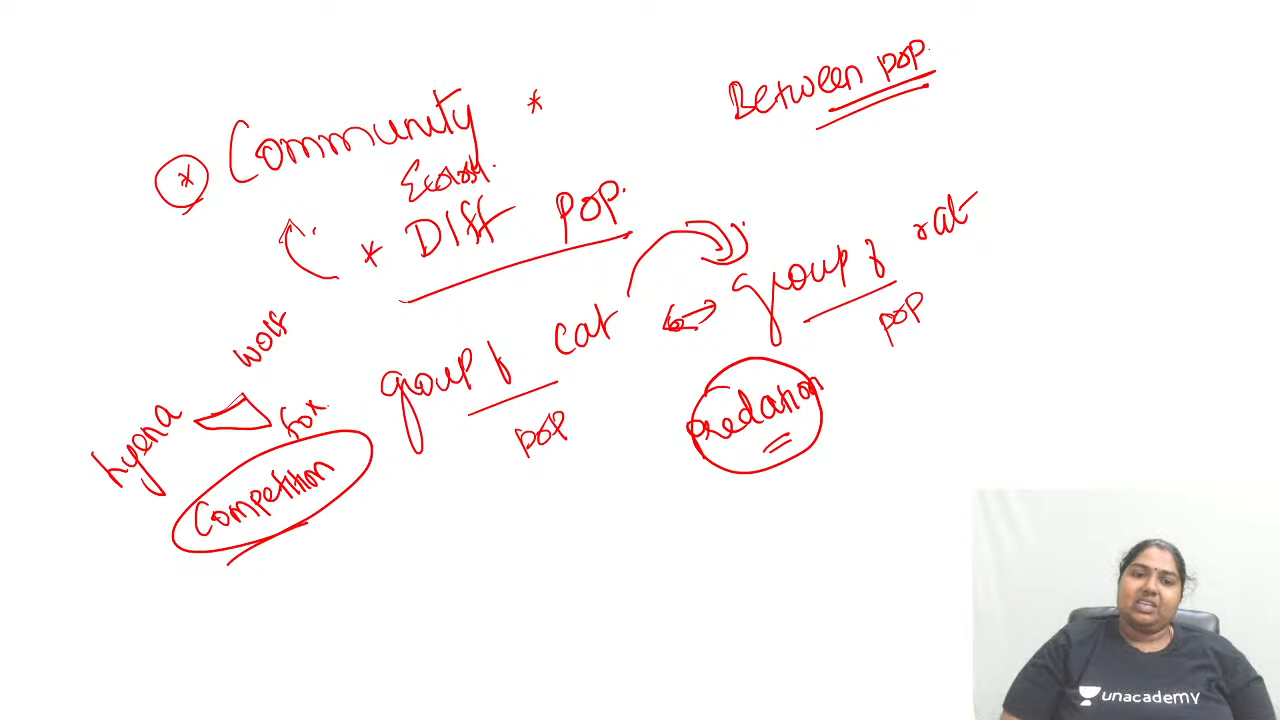 Between pop.
* Community *
Ecology.
* Diff pop.
group of rat
pop
group of cat
pop
wolf
hyena
fox
Competition
predation
unacademy